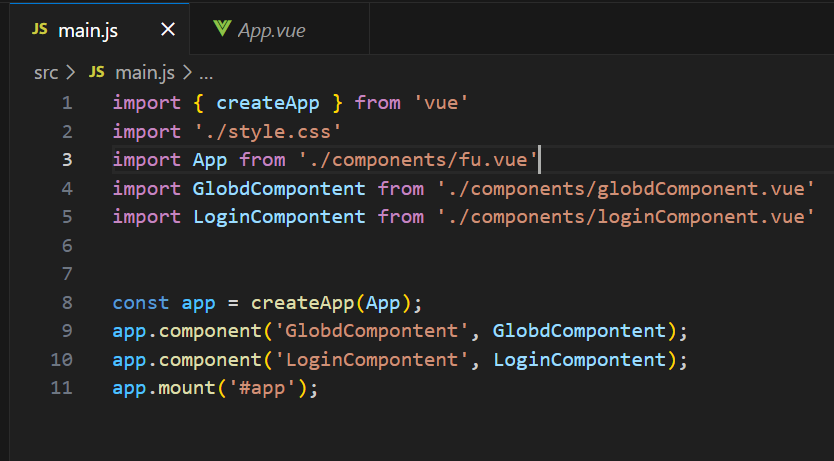 JS main.js × App.vue
src > JS main.js > ...
1 import { createApp } from 'vue'
2 import './style.css'
3 import App from './components/fu.vue'
4 import GlobdCompontent from './components/globdComponent.vue'
5 import LoginCompontent from './components/loginComponent.vue'
6
7
8 const app = createApp(App);
9 app.component('GlobdCompontent', GlobdCompontent);
10 app.component('LoginCompontent', LoginCompontent);
11 app.mount('#app');